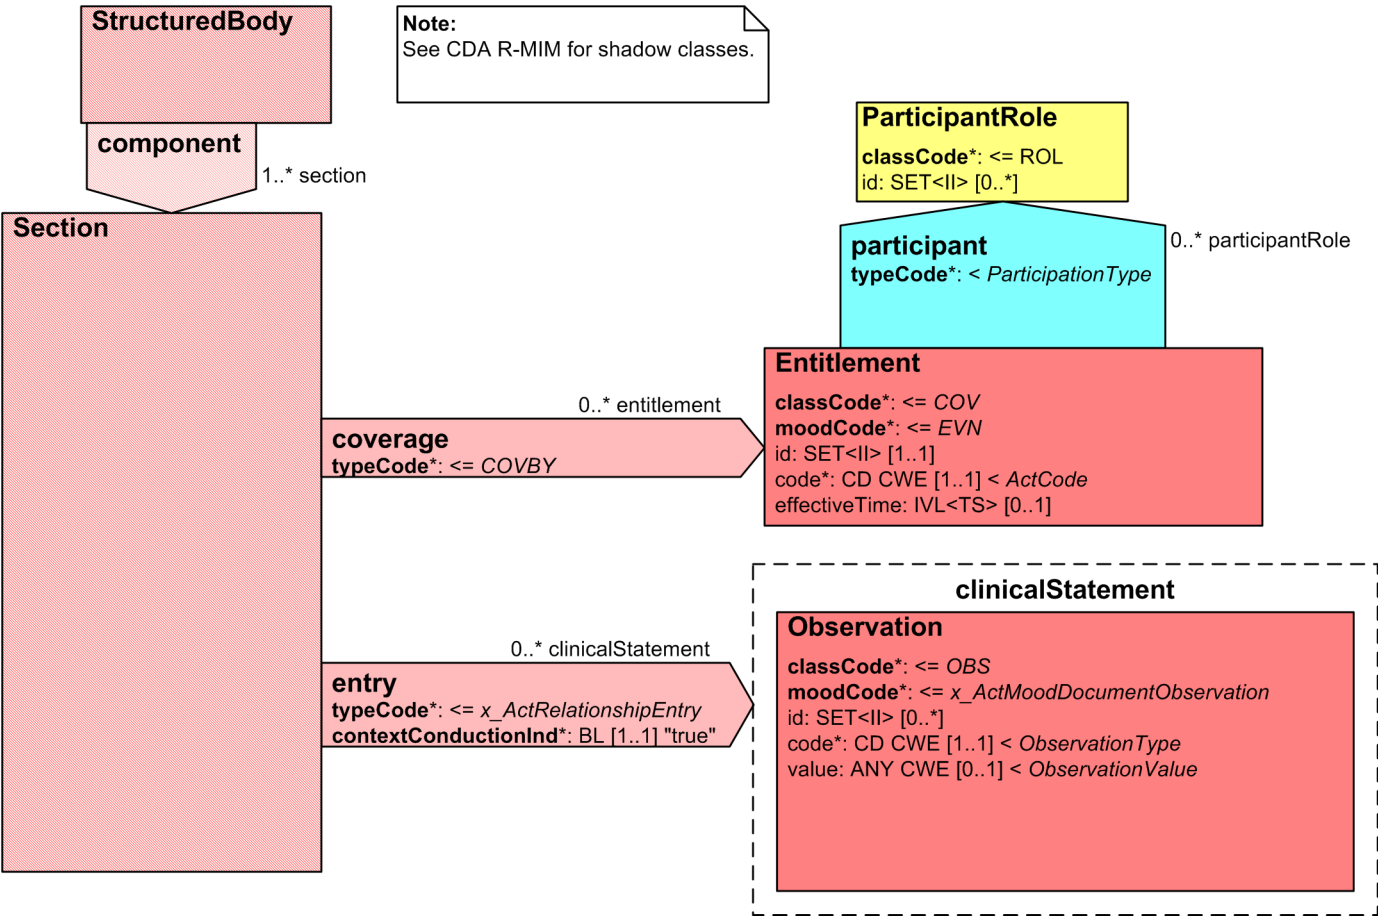 StructuredBody
Note:
See CDA R-MIM for shadow classes.
component
1..* section
Section
ParticipantRole
classCode*: <= ROL
id: SET<II> [0..*]
participant
typeCode*: < ParticipationType
0..* participantRole
Entitlement
classCode*: <= COV
moodCode*: <= EVN
id: SET<II> [1..1]
code*: CD CWE [1..1] < ActCode
effectiveTime: IVL<TS> [0..1]
0..* entitlement
coverage
typeCode*: <= COVBY
0..* clinicalStatement
entry
typeCode*: <= x_ActRelationshipEntry
contextConductionInd*: BL [1..1] "true"
clinicalStatement
Observation
classCode*: <= OBS
moodCode*: <= x_ActMoodDocumentObservation
id: SET<II> [0..*]
code*: CD CWE [1..1] < ObservationType
value: ANY CWE [0..1] < ObservationValue